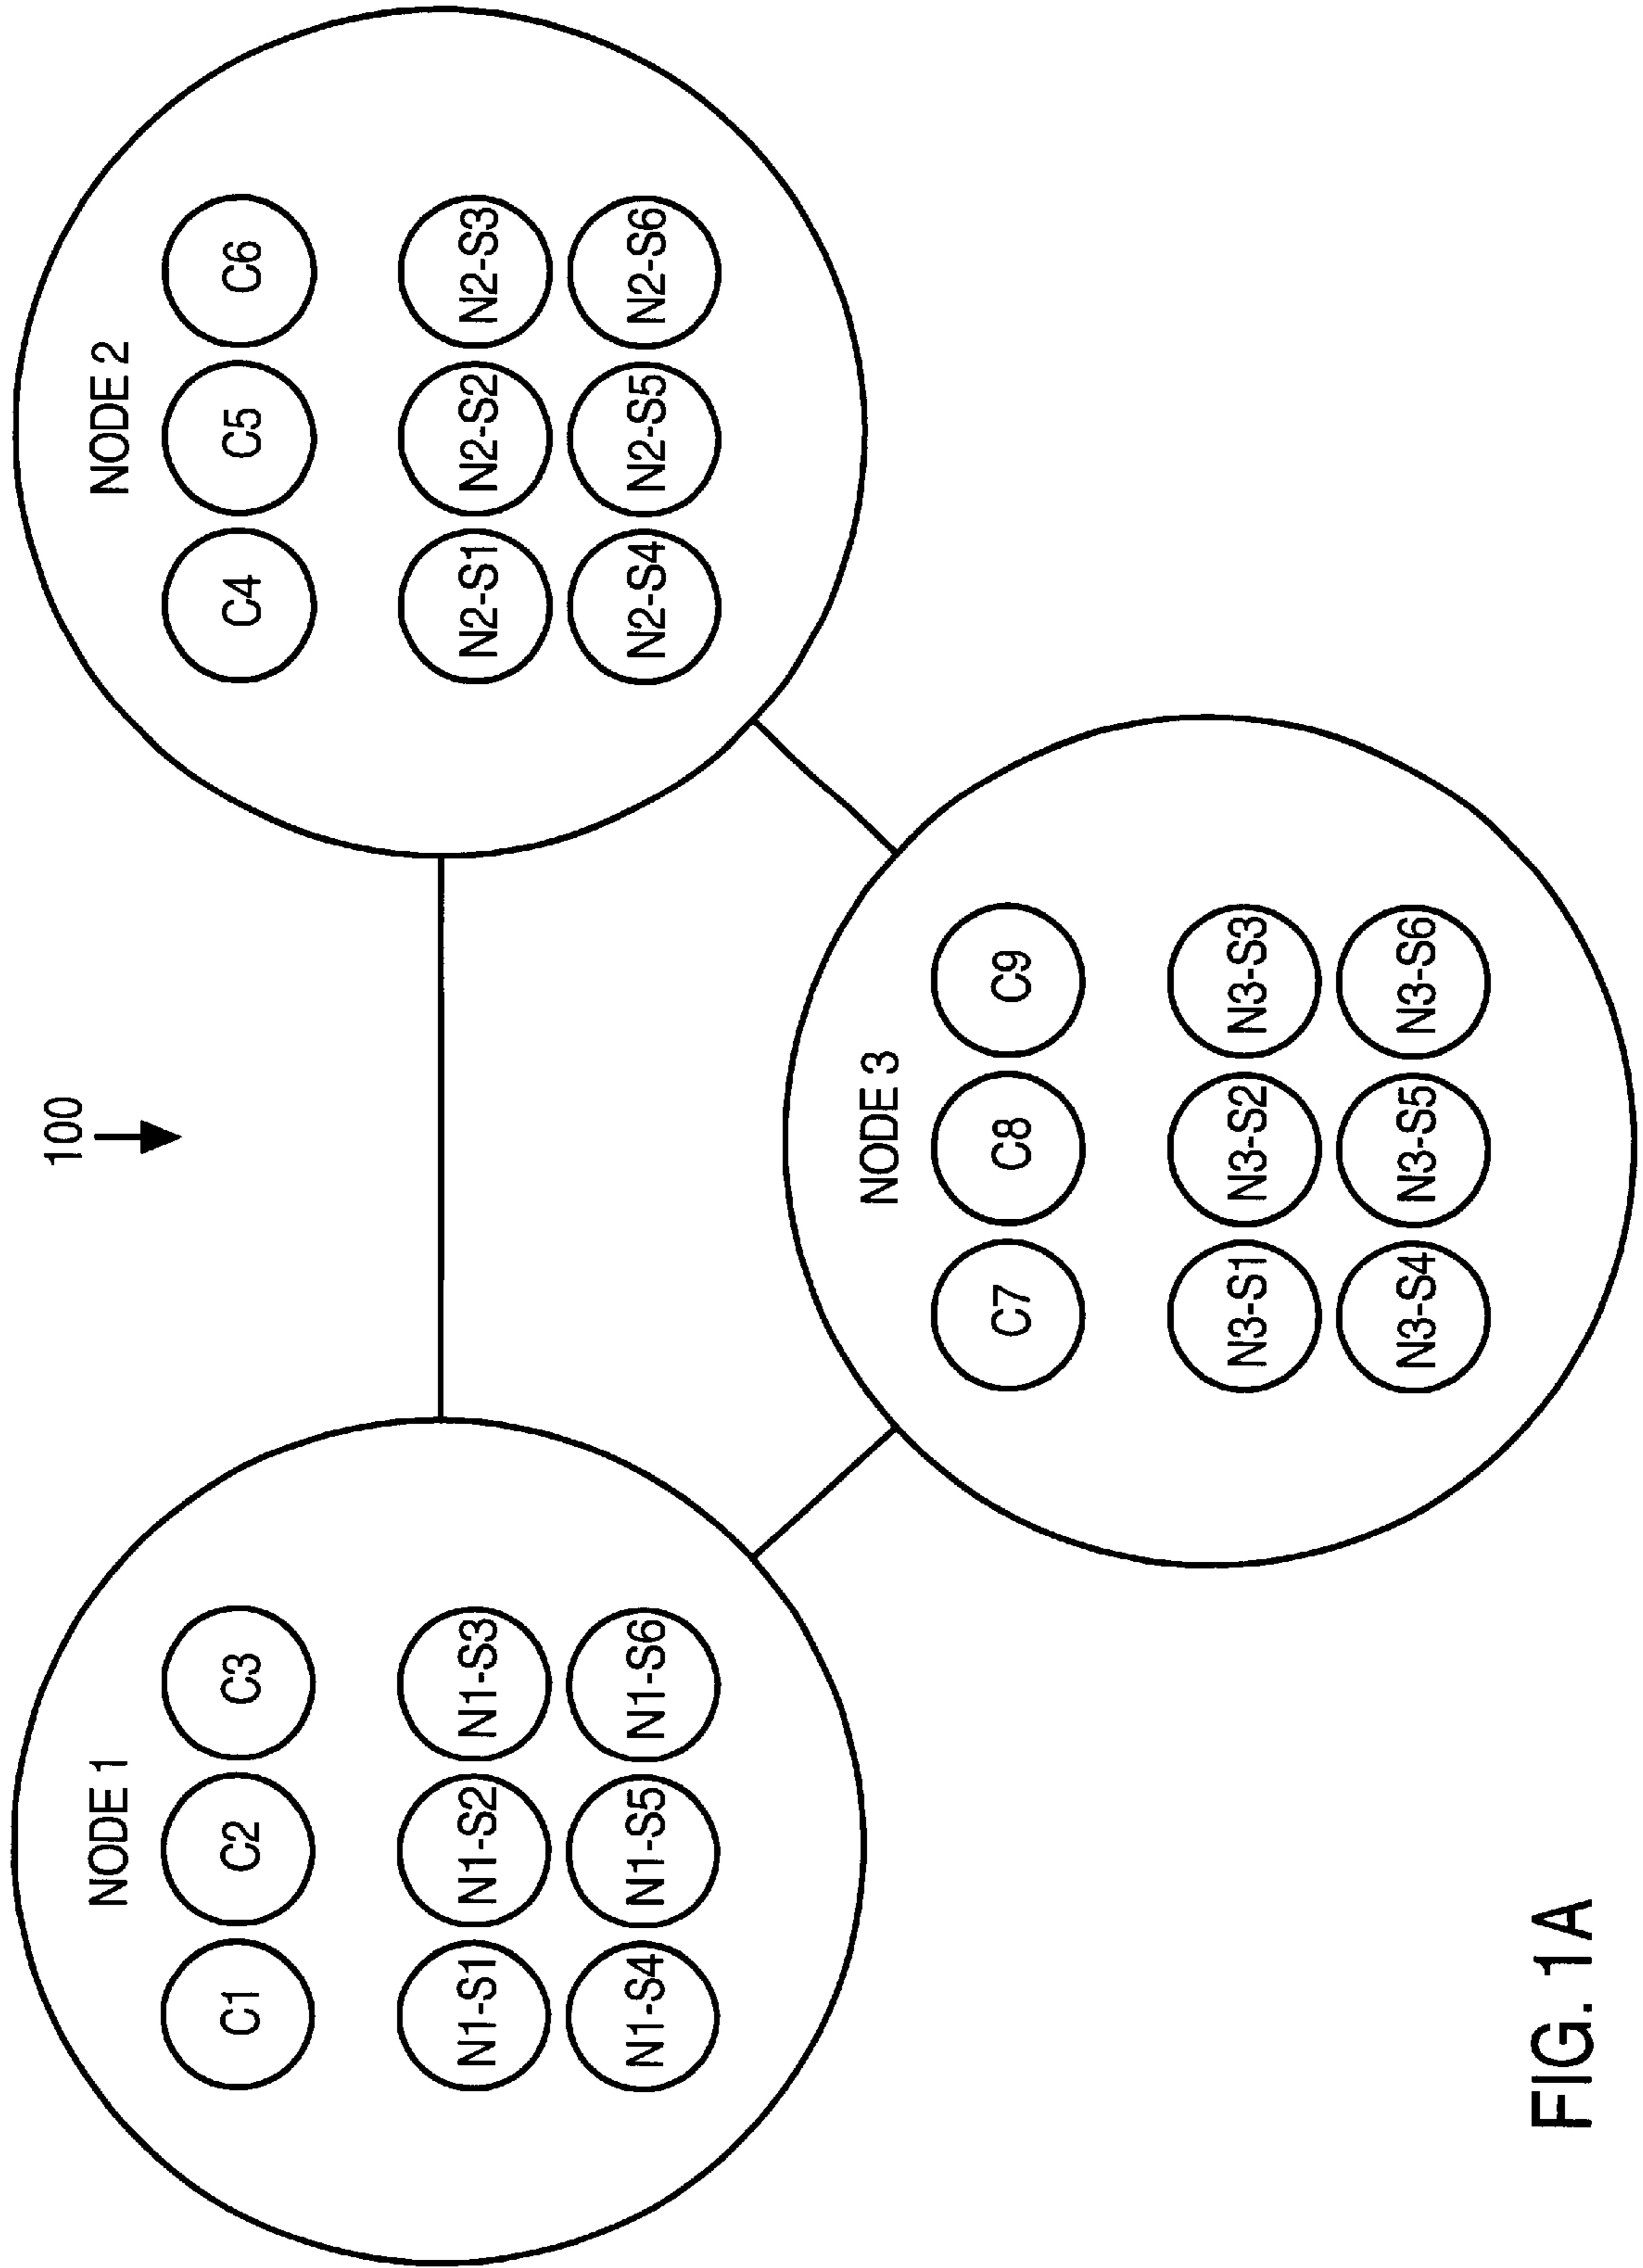 100
NODE 1
C1 C2 C3
N1-S1 N1-S2 N1-S3
N1-S4 N1-S5 N1-S6
NODE 2
C4 C5 C6
N2-S1 N2-S2 N2-S3
N2-S4 N2-S5 N2-S6
NODE 3
C7 C8 C9
N3-S1 N3-S2 N3-S3
N3-S4 N3-S5 N3-S6
FIG. 1A